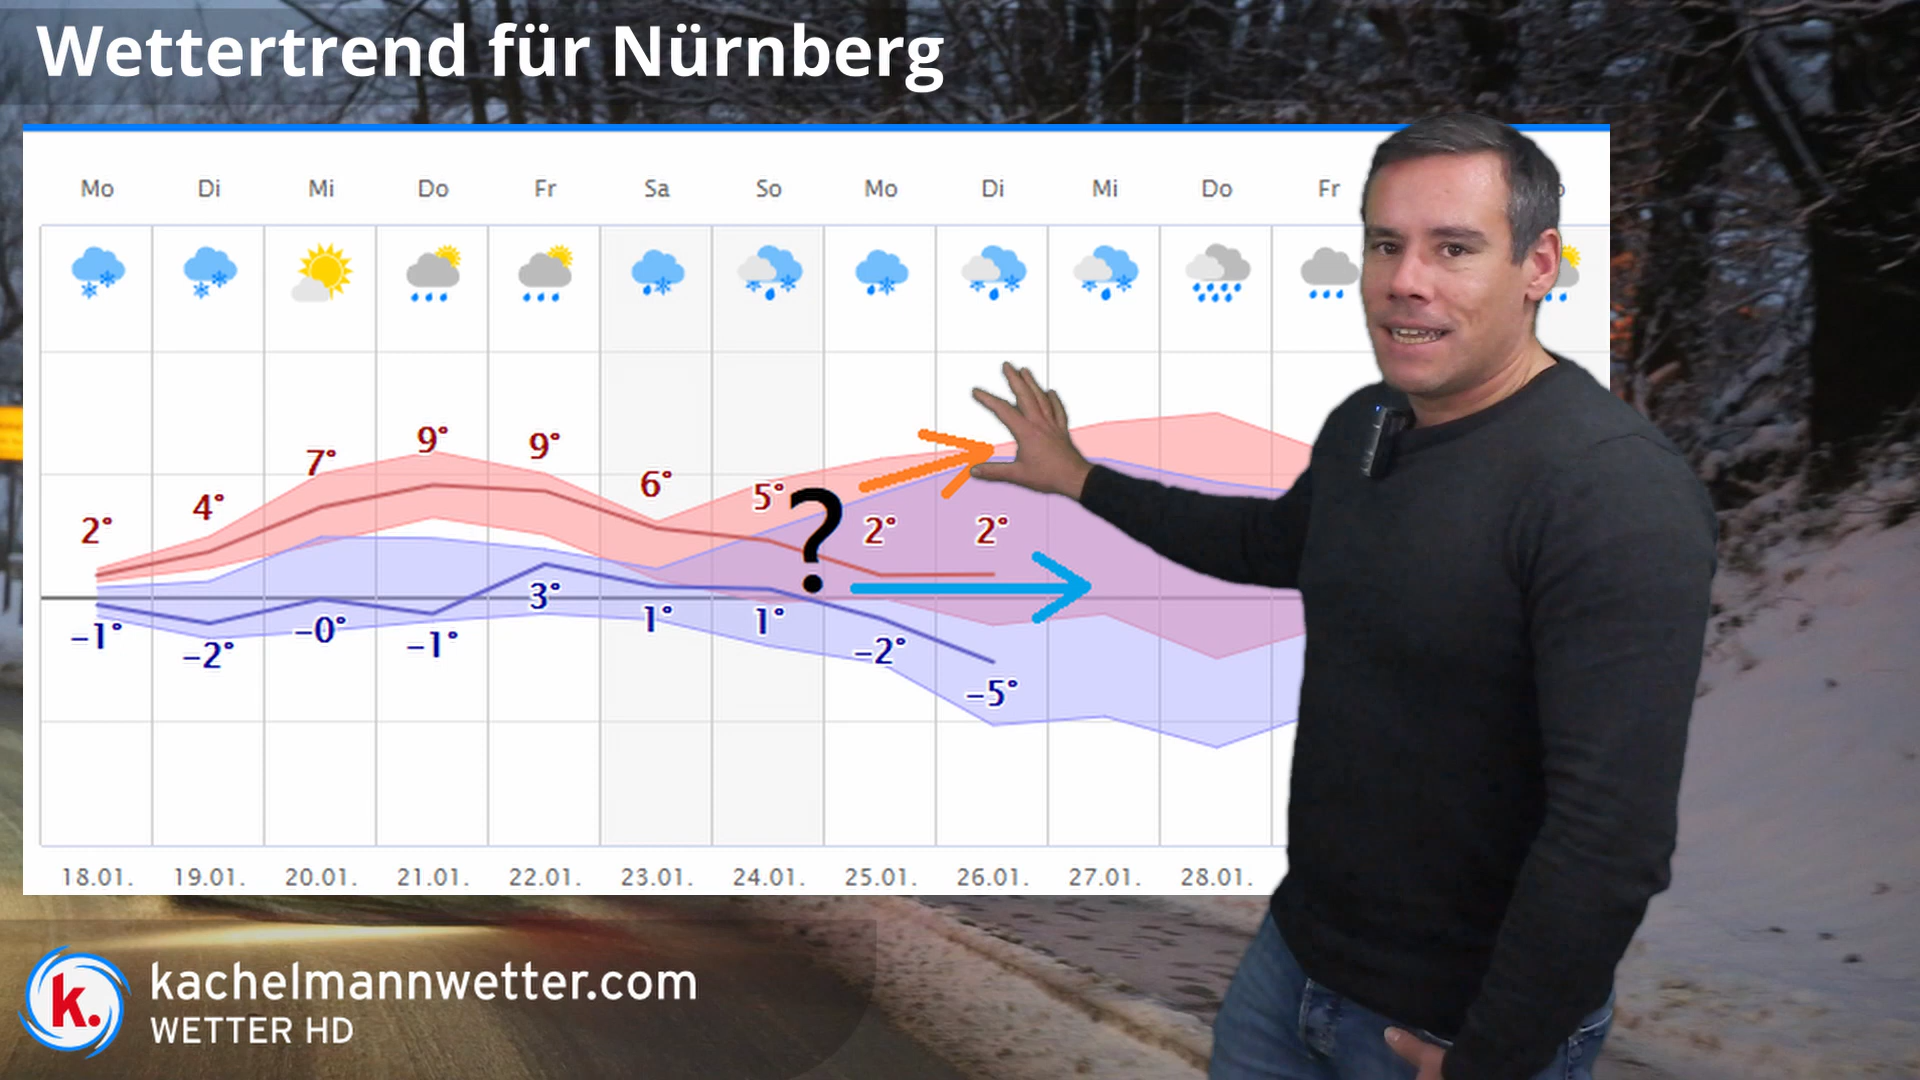 Wettertrend für Nürnberg
Mo Di Mi Do Fr Sa So Mo Di Mi Do Fr
7° 9° 9°
2° 4° 6° 5° ? 2° 2°
–1° –2° –0° –1° 3° 1° 1° –2° –5°
18.01. 19.01. 20.01. 21.01. 22.01. 23.01. 24.01. 25.01. 26.01. 27.01. 28.01.
k. kachelmannwetter.com
WETTER HD